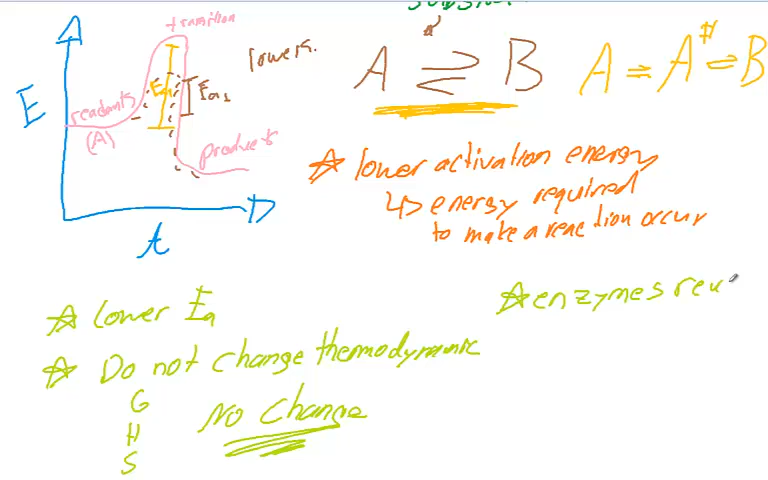 transition
lowers.
E
reactants
(A)
Ea
Ea1
products
t
A ⇌ B
A = A‡ = B
☆ lower activation energy
↳ energy required
to make a reaction occur
☆ lower Ea
☆ Do not change thermodynamic
G
H
S
No Change
☆ enzymes